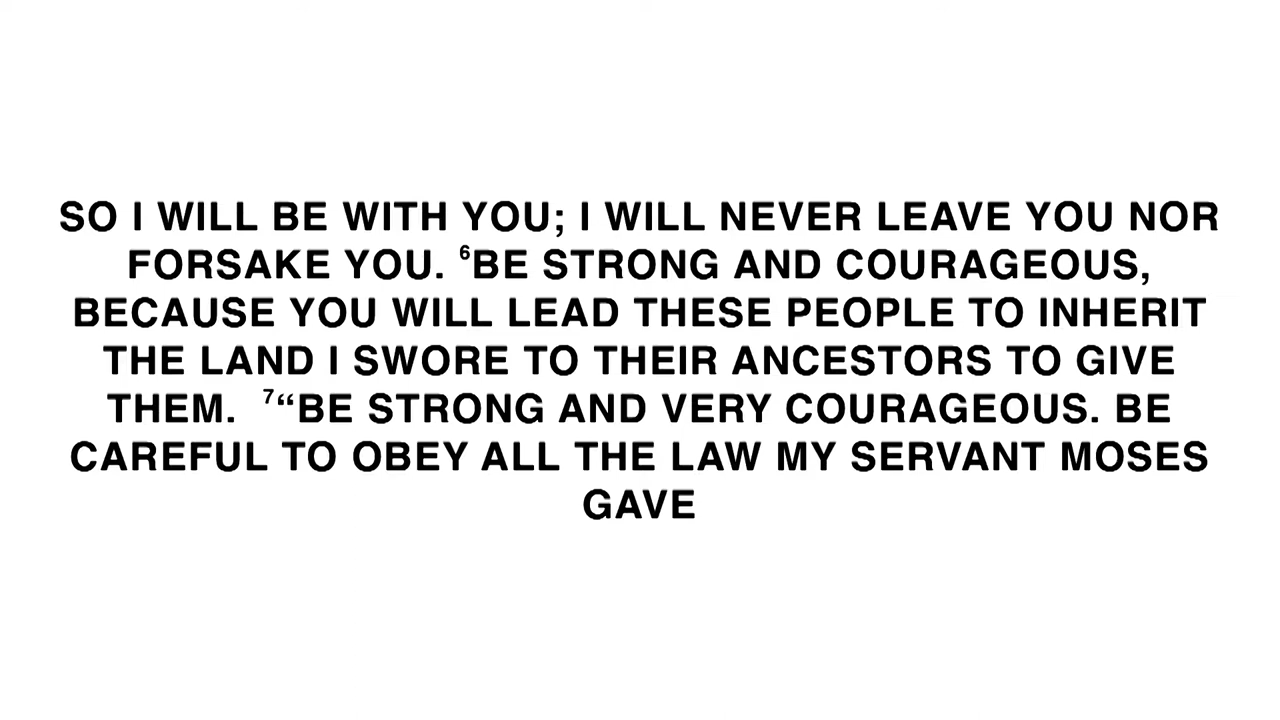 SO I WILL BE WITH YOU; I WILL NEVER LEAVE YOU NOR
FORSAKE YOU. ⁶BE STRONG AND COURAGEOUS,
BECAUSE YOU WILL LEAD THESE PEOPLE TO INHERIT
THE LAND I SWORE TO THEIR ANCESTORS TO GIVE
THEM.  ⁷“BE STRONG AND VERY COURAGEOUS. BE
CAREFUL TO OBEY ALL THE LAW MY SERVANT MOSES
GAVE